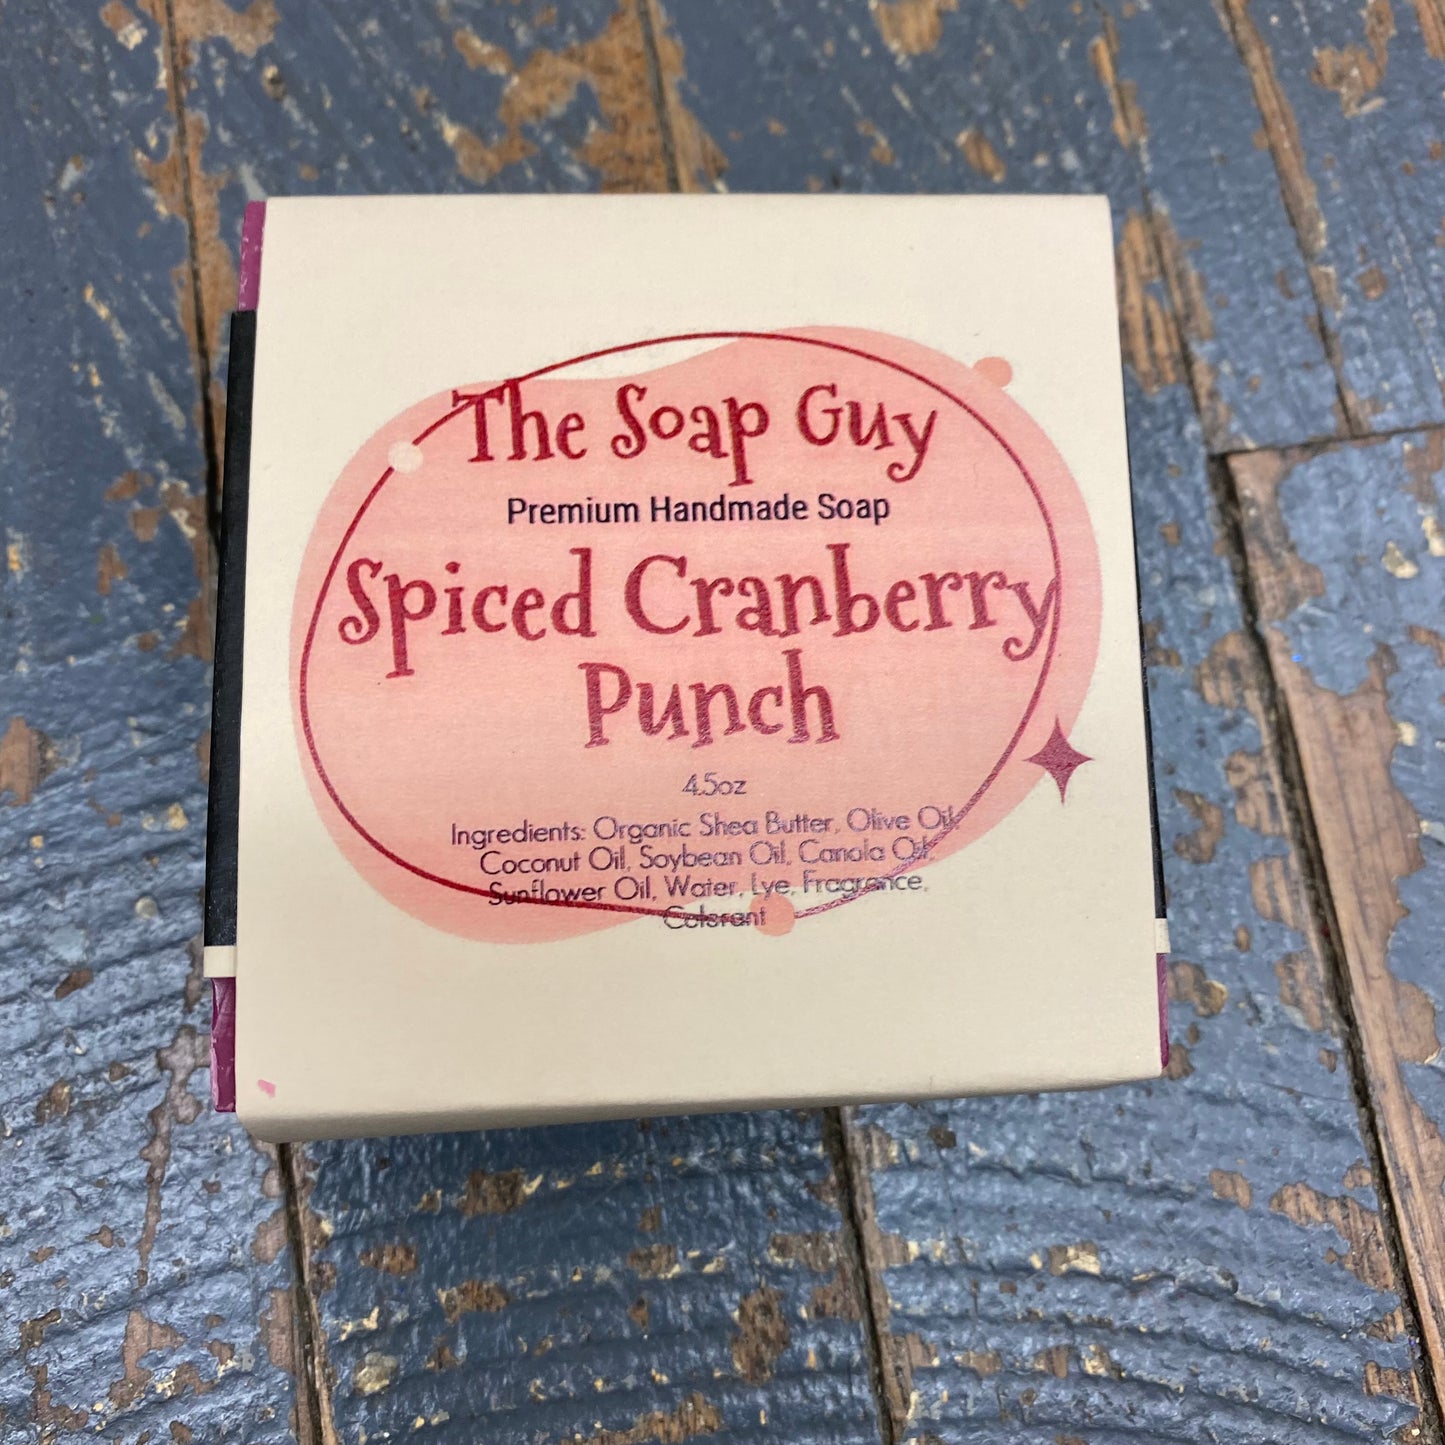 The Soap Guy
Premium Handmade Soap
Spiced Cranberry
Punch
4.5oz
Ingredients: Organic Shea Butter, Olive Oil,
Coconut Oil, Soybean Oil, Canola Oil,
Sunflower Oil, Water, Lye, Fragrance,
Colorant